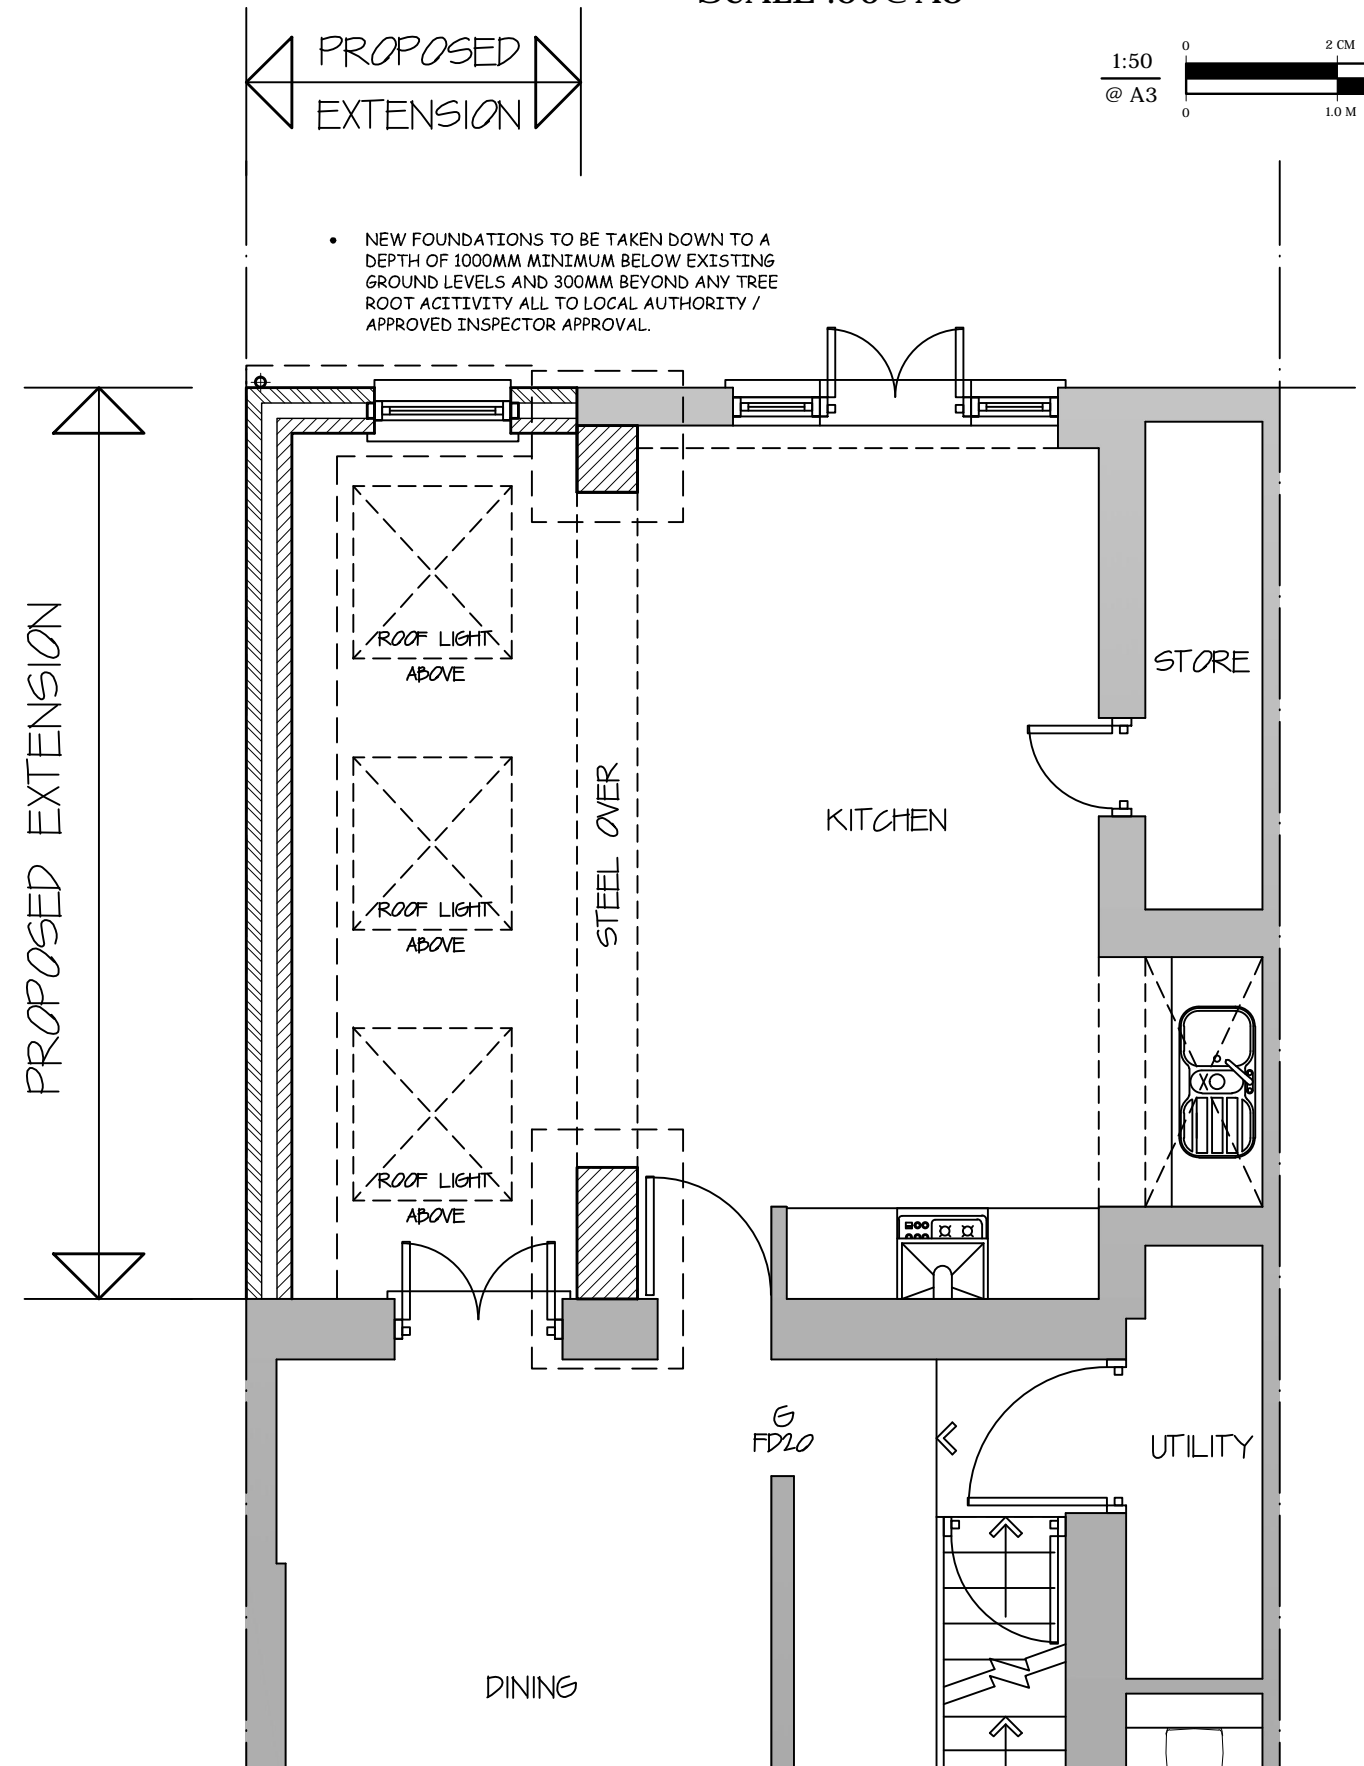 PROPOSED
EXTENSION
1:50
@ A3
0
2 CM
0
1.0 M
• NEW FOUNDATIONS TO BE TAKEN DOWN TO A
DEPTH OF 1000MM MINIMUM BELOW EXISTING
GROUND LEVELS AND 300MM BEYOND ANY TREE
ROOT ACITIVITY ALL TO LOCAL AUTHORITY /
APPROVED INSPECTOR APPROVAL.
PROPOSED EXTENSION
ROOF LIGHT
ABOVE
STORE
STEEL OVER
KITCHEN
ROOF LIGHT
ABOVE
ROOF LIGHT
ABOVE
G
FD20
UTILITY
DINING